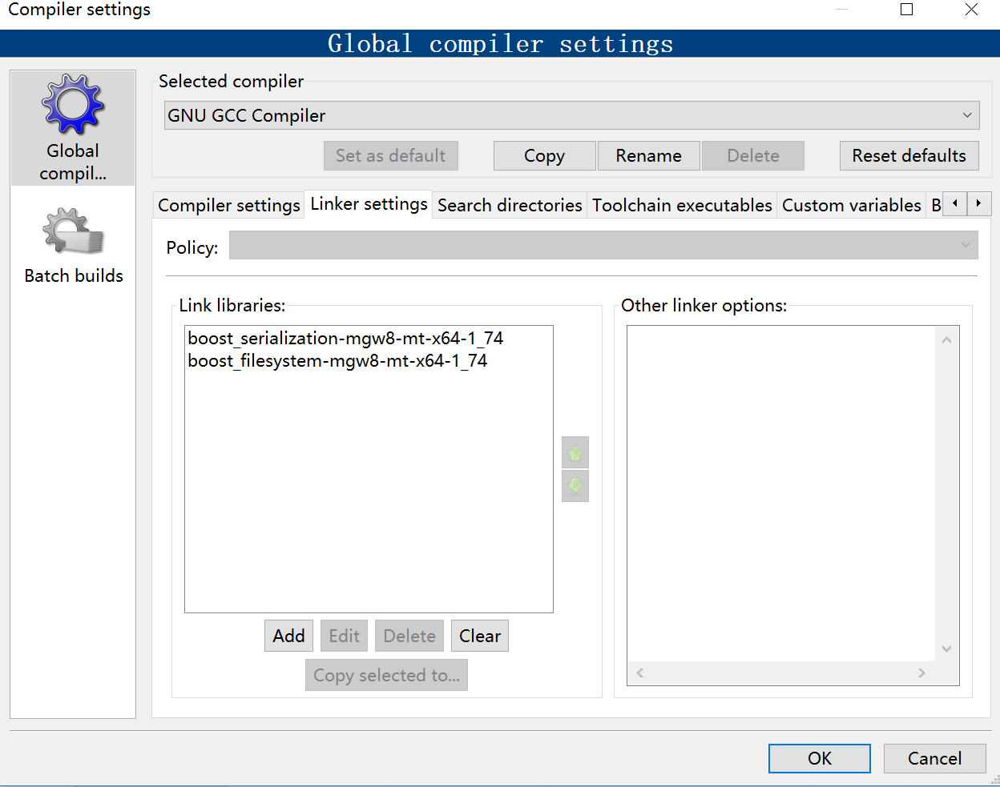 Compiler settings
Global compiler settings
Global
compil...
Batch builds
Selected compiler
GNU GCC Compiler
Set as default
Copy
Rename
Delete
Reset defaults
Compiler settings
Linker settings
Search directories
Toolchain executables
Custom variables
B
Policy:
Link libraries:
boost_serialization-mgw8-mt-x64-1_74
boost_filesystem-mgw8-mt-x64-1_74
Add
Edit
Delete
Clear
Copy selected to...
Other linker options:
OK
Cancel